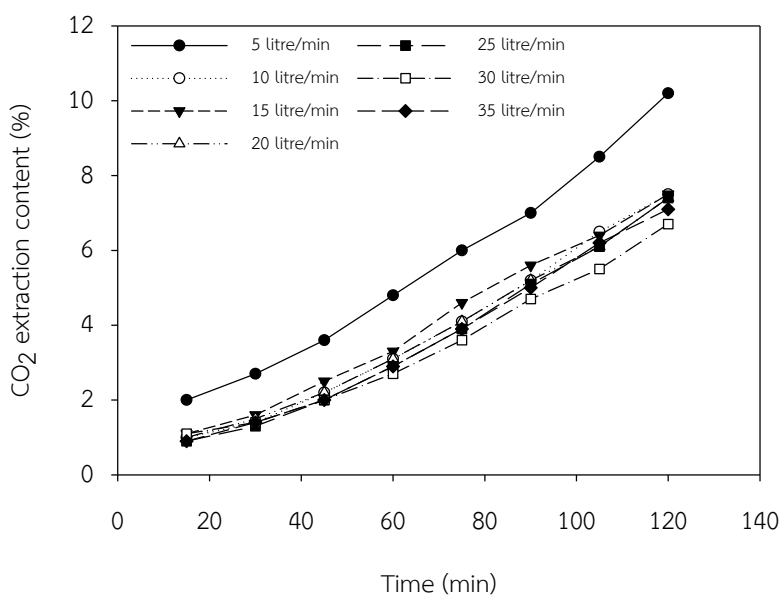 12
10
8
6
4
2
0
CO2 extraction content (%)
5 litre/min
10 litre/min
15 litre/min
20 litre/min
25 litre/min
30 litre/min
35 litre/min
0 20 40 60 80 100 120 140
Time (min)